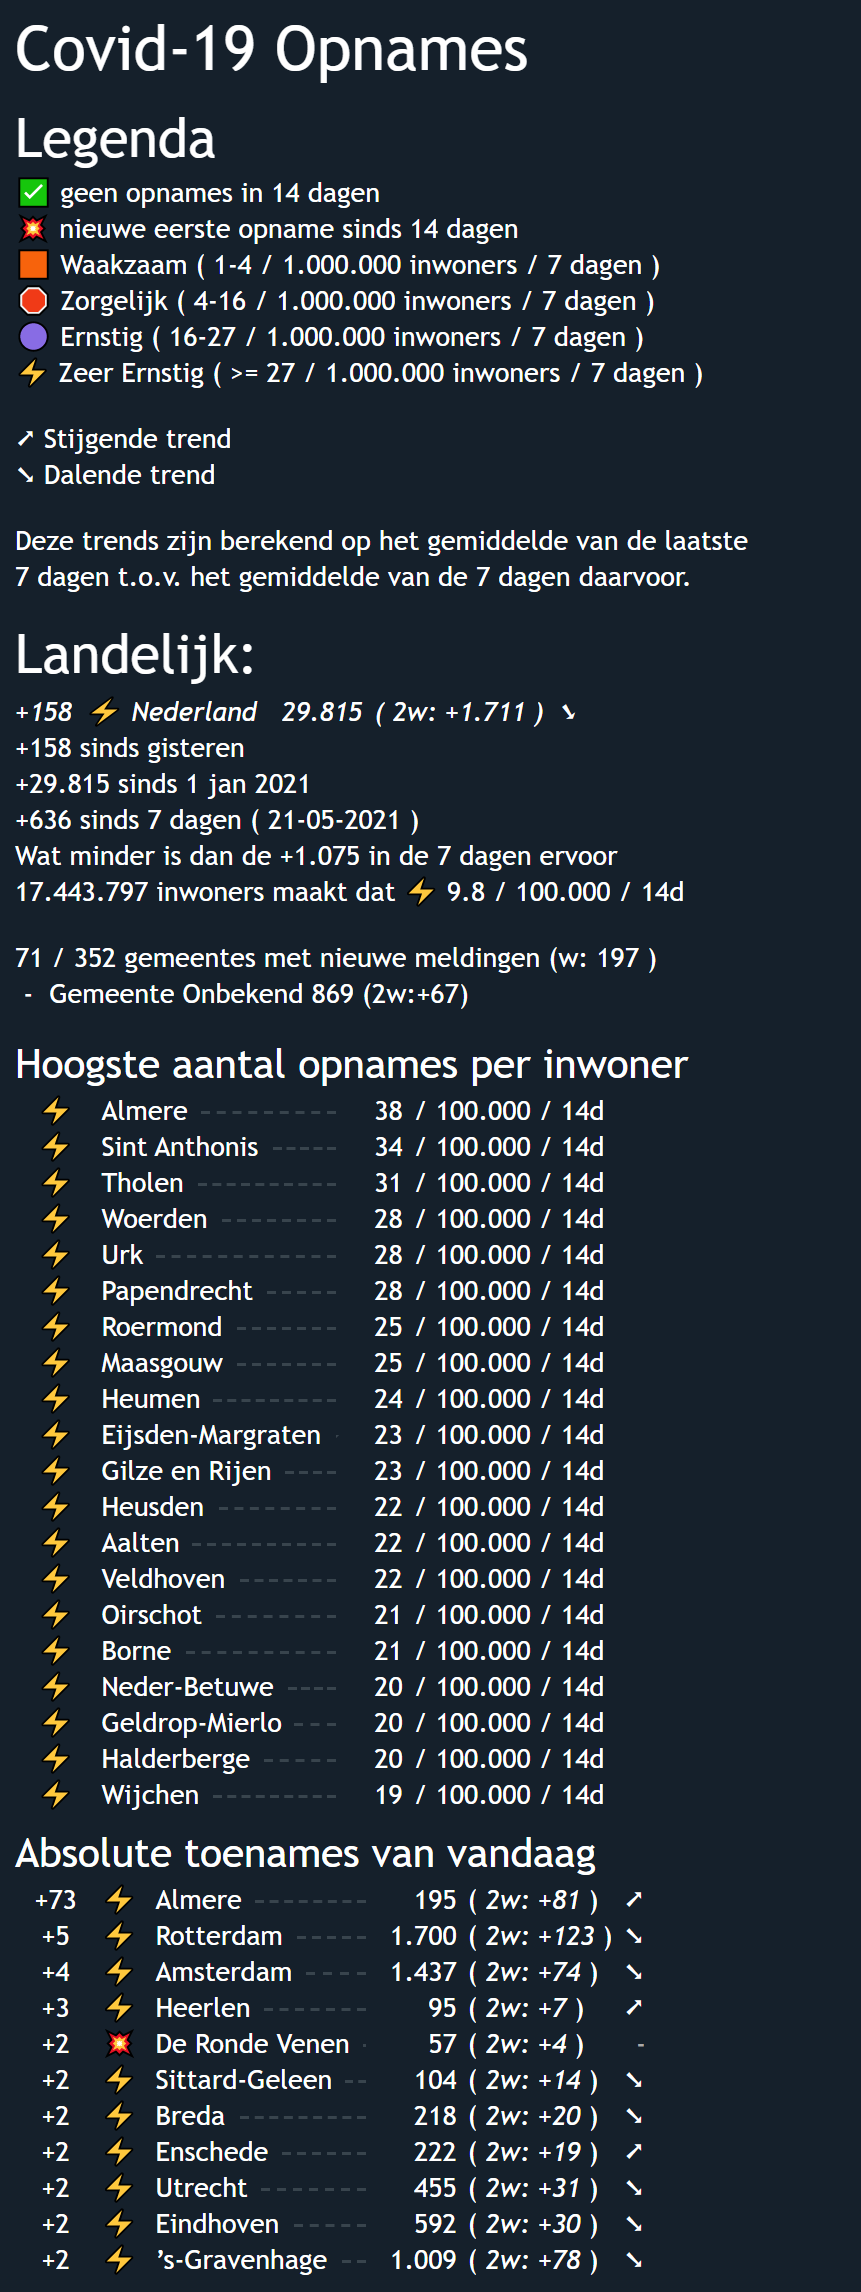 Covid-19 Opnames
Legenda
✅ geen opnames in 14 dagen
💥 nieuwe eerste opname sinds 14 dagen
🟧 Waakzaam ( 1-4 / 1.000.000 inwoners / 7 dagen )
🛑 Zorgelijk ( 4-16 / 1.000.000 inwoners / 7 dagen )
🟣 Ernstig ( 16-27 / 1.000.000 inwoners / 7 dagen )
⚡ Zeer Ernstig ( >= 27 / 1.000.000 inwoners / 7 dagen )
➚ Stijgende trend
➘ Dalende trend
Deze trends zijn berekend op het gemiddelde van de laatste
7 dagen t.o.v. het gemiddelde van de 7 dagen daarvoor.
Landelijk:
+158 ⚡ Nederland 29.815 ( 2w: +1.711 ) ➘
+158 sinds gisteren
+29.815 sinds 1 jan 2021
+636 sinds 7 dagen ( 21-05-2021 )
Wat minder is dan de +1.075 in de 7 dagen ervoor
17.443.797 inwoners maakt dat ⚡ 9.8 / 100.000 / 14d
71 / 352 gemeentes met nieuwe meldingen (w: 197 )
- Gemeente Onbekend 869 (2w:+67)
Hoogste aantal opnames per inwoner
⚡ Almere --------- 38 / 100.000 / 14d
⚡ Sint Anthonis ----- 34 / 100.000 / 14d
⚡ Tholen --------- 31 / 100.000 / 14d
⚡ Woerden -------- 28 / 100.000 / 14d
⚡ Urk ------------ 28 / 100.000 / 14d
⚡ Papendrecht ----- 28 / 100.000 / 14d
⚡ Roermond ------- 25 / 100.000 / 14d
⚡ Maasgouw ------- 25 / 100.000 / 14d
⚡ Heumen -------- 24 / 100.000 / 14d
⚡ Eijsden-Margraten - 23 / 100.000 / 14d
⚡ Gilze en Rijen ---- 23 / 100.000 / 14d
⚡ Heusden -------- 22 / 100.000 / 14d
⚡ Aalten ---------- 22 / 100.000 / 14d
⚡ Veldhoven ------- 22 / 100.000 / 14d
⚡ Oirschot -------- 21 / 100.000 / 14d
⚡ Borne ---------- 21 / 100.000 / 14d
⚡ Neder-Betuwe ---- 20 / 100.000 / 14d
⚡ Geldrop-Mierlo --- 20 / 100.000 / 14d
⚡ Halderberge ----- 20 / 100.000 / 14d
⚡ Wijchen -------- 19 / 100.000 / 14d
Absolute toenames van vandaag
+73 ⚡ Almere -------- 195 ( 2w: +81 ) ➚
+5 ⚡ Rotterdam ----- 1.700 ( 2w: +123 ) ➘
+4 ⚡ Amsterdam ---- 1.437 ( 2w: +74 ) ➘
+3 ⚡ Heerlen ------- 95 ( 2w: +7 ) ➚
+2 💥 De Ronde Venen - 57 ( 2w: +4 ) -
+2 ⚡ Sittard-Geleen -- 104 ( 2w: +14 ) ➘
+2 ⚡ Breda --------- 218 ( 2w: +20 ) ➘
+2 ⚡ Enschede ------ 222 ( 2w: +19 ) ➚
+2 ⚡ Utrecht ------- 455 ( 2w: +31 ) ➘
+2 ⚡ Eindhoven ----- 592 ( 2w: +30 ) ➘
+2 ⚡ ’s-Gravenhage -- 1.009 ( 2w: +78 ) ➘